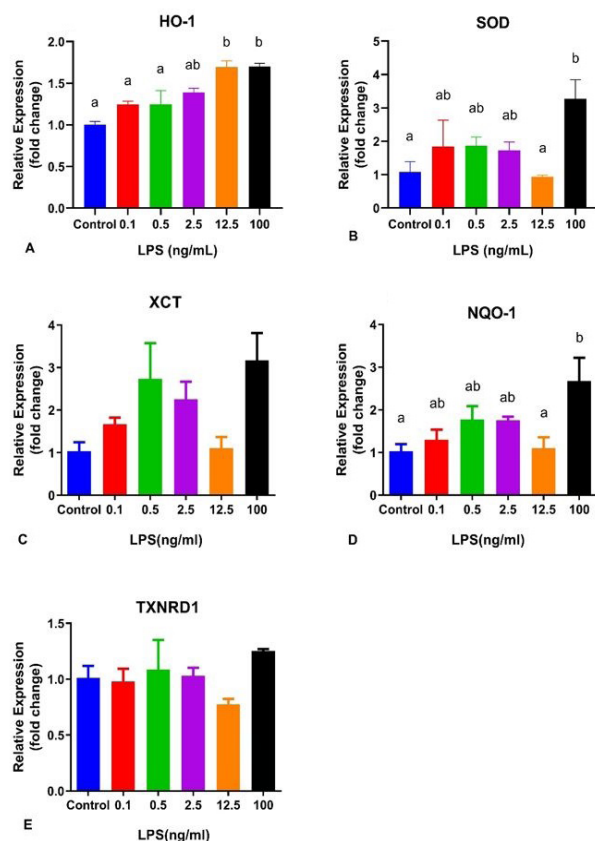 HO-1
Relative Expression
(fold change)
2.0
1.5
1.0
0.5
0.0
a
a
a
ab
b
b
Control 0.1 0.5 2.5 12.5 100
A
LPS (ng/mL)
SOD
Relative Expression
(fold change)
5
4
3
2
1
0
a
ab
ab
ab
a
b
Control 0.1 0.5 2.5 12.5 100
B
LPS (ng/mL)
XCT
Relative Expression
(fold change)
4
3
2
1
0
Control 0.1 0.5 2.5 12.5 100
C
LPS(ng/ml)
NQO-1
Relative Expression
(fold change)
4
3
2
1
0
a
ab
ab
ab
a
b
Control 0.1 0.5 2.5 12.5 100
D
LPS(ng/ml)
TXNRD1
Relative Expression
(fold change)
1.5
1.0
0.5
0.0
Control 0.1 0.5 2.5 12.5 100
E
LPS(ng/ml)